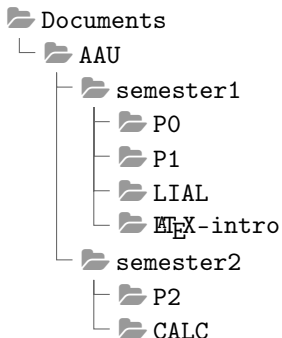 Documents
AAU
semester1
P0
P1
LIAL
LATEX-intro
semester2
P2
CALC